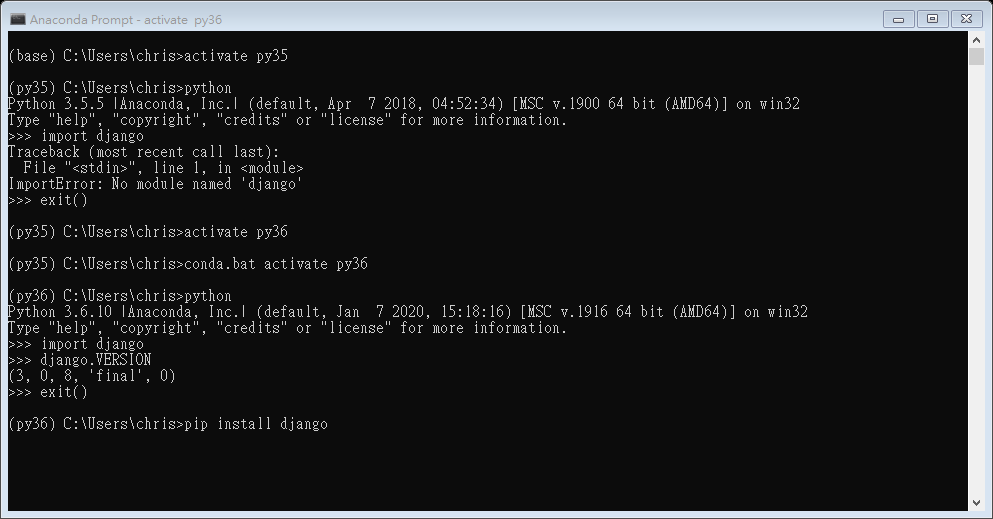 Anaconda Prompt - activate  py36
(base) C:\Users\chris>activate py35
(py35) C:\Users\chris>python
Python 3.5.5 |Anaconda, Inc.| (default, Apr  7 2018, 04:52:34) [MSC v.1900 64 bit (AMD64)] on win32
Type "help", "copyright", "credits" or "license" for more information.
>>> import django
Traceback (most recent call last):
  File "<stdin>", line 1, in <module>
ImportError: No module named 'django'
>>> exit()
(py35) C:\Users\chris>activate py36
(py35) C:\Users\chris>conda.bat activate py36
(py36) C:\Users\chris>python
Python 3.6.10 |Anaconda, Inc.| (default, Jan  7 2020, 15:18:16) [MSC v.1916 64 bit (AMD64)] on win32
Type "help", "copyright", "credits" or "license" for more information.
>>> import django
>>> django.VERSION
(3, 0, 8, 'final', 0)
>>> exit()
(py36) C:\Users\chris>pip install django